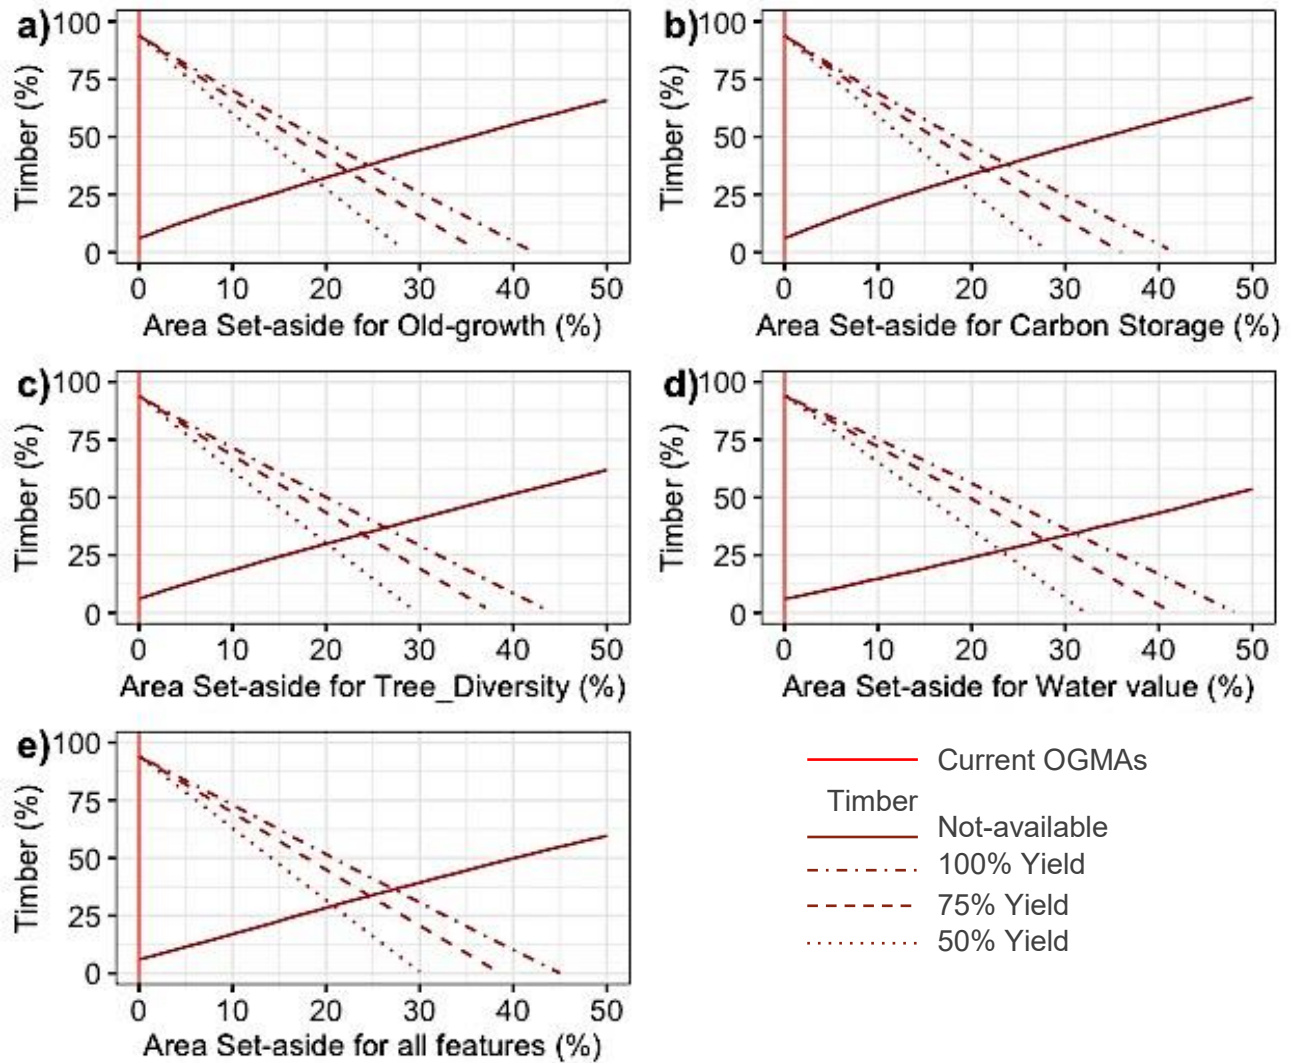 a)
100
75
50
25
0
Timber (%)
0 10 20 30 40 50
Area Set-aside for Old-growth (%)
b)
100
75
50
25
0
Timber (%)
0 10 20 30 40 50
Area Set-aside for Carbon Storage (%)
c)
100
75
50
25
0
Timber (%)
0 10 20 30 40 50
Area Set-aside for Tree_Diversity (%)
d)
100
75
50
25
0
Timber (%)
0 10 20 30 40 50
Area Set-aside for Water value (%)
e)
100
75
50
25
0
Timber (%)
0 10 20 30 40 50
Area Set-aside for all features (%)
Current OGMAs
Timber
Not-available
100% Yield
75% Yield
50% Yield